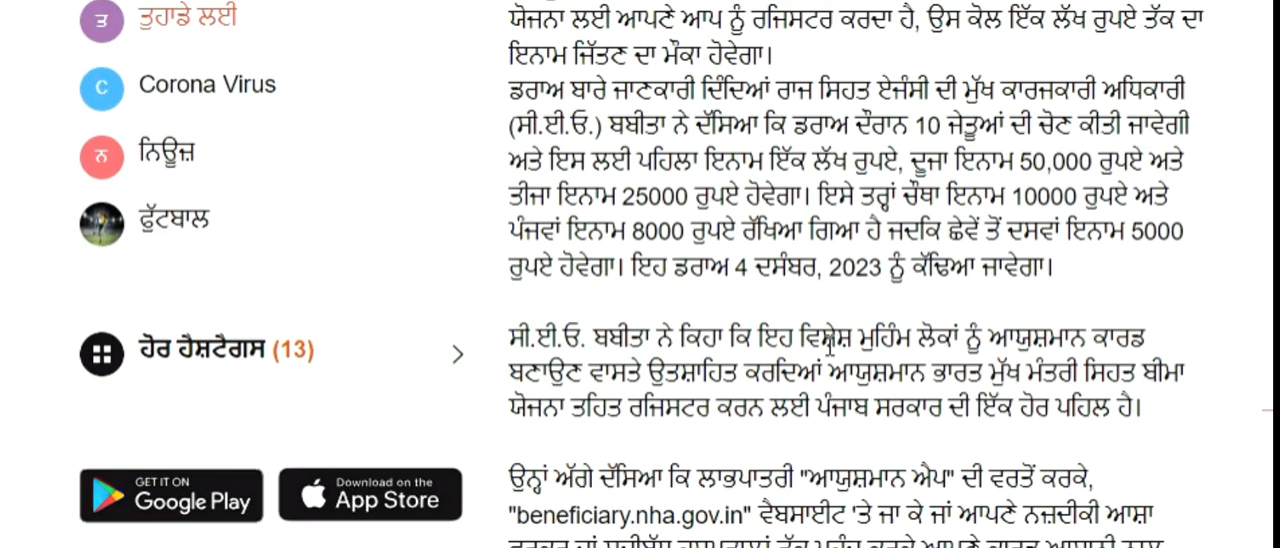 ਤ
ਤੁਹਾਡੇ ਲਈ
C
Corona Virus
ਨ
ਨਿਊਜ਼
ਫੁੱਟਬਾਲ
ਹੋਰ ਹੈਸ਼ਟੈਗਸ (13)
GET IT ON
Google Play
Download on the
App Store
ਯੋਜਨਾ ਲਈ ਆਪਣੇ ਆਪ ਨੂੰ ਰਜਿਸਟਰ ਕਰਦਾ ਹੈ, ਉਸ ਕੋਲ ਇੱਕ ਲੱਖ ਰੁਪਏ ਤੱਕ ਦਾ
ਇਨਾਮ ਜਿੱਤਣ ਦਾ ਮੌਕਾ ਹੋਵੇਗਾ।
ਡਰਾਅ ਬਾਰੇ ਜਾਣਕਾਰੀ ਦਿੰਦਿਆਂ ਰਾਜ ਸਿਹਤ ਏਜੰਸੀ ਦੀ ਮੁੱਖ ਕਾਰਜਕਾਰੀ ਅਧਿਕਾਰੀ
(ਸੀ.ਈ.ਓ.) ਬਬੀਤਾ ਨੇ ਦੱਸਿਆ ਕਿ ਡਰਾਅ ਦੌਰਾਨ 10 ਜੇਤੂਆਂ ਦੀ ਚੋਣ ਕੀਤੀ ਜਾਵੇਗੀ
ਅਤੇ ਇਸ ਲਈ ਪਹਿਲਾ ਇਨਾਮ ਇੱਕ ਲੱਖ ਰੁਪਏ, ਦੂਜਾ ਇਨਾਮ 50,000 ਰੁਪਏ ਅਤੇ
ਤੀਜਾ ਇਨਾਮ 25000 ਰੁਪਏ ਹੋਵੇਗਾ। ਇਸੇ ਤਰ੍ਹਾਂ ਚੌਥਾ ਇਨਾਮ 10000 ਰੁਪਏ ਅਤੇ
ਪੰਜਵਾਂ ਇਨਾਮ 8000 ਰੁਪਏ ਰੱਖਿਆ ਗਿਆ ਹੈ ਜਦਕਿ ਛੇਵੇਂ ਤੋਂ ਦਸਵਾਂ ਇਨਾਮ 5000
ਰੁਪਏ ਹੋਵੇਗਾ। ਇਹ ਡਰਾਅ 4 ਦਸੰਬਰ, 2023 ਨੂੰ ਕੱਢਿਆ ਜਾਵੇਗਾ।
ਸੀ.ਈ.ਓ. ਬਬੀਤਾ ਨੇ ਕਿਹਾ ਕਿ ਇਹ ਵਿਸ਼ੇਸ਼ ਮੁਹਿੰਮ ਲੋਕਾਂ ਨੂੰ ਆਯੁਸ਼ਮਾਨ ਕਾਰਡ
ਬਣਾਉਣ ਵਾਸਤੇ ਉਤਸ਼ਾਹਿਤ ਕਰਦਿਆਂ ਆਯੁਸ਼ਮਾਨ ਭਾਰਤ ਮੁੱਖ ਮੰਤਰੀ ਸਿਹਤ ਬੀਮਾ
ਯੋਜਨਾ ਤਹਿਤ ਰਜਿਸਟਰ ਕਰਨ ਲਈ ਪੰਜਾਬ ਸਰਕਾਰ ਦੀ ਇੱਕ ਹੋਰ ਪਹਿਲ ਹੈ।
ਉਨ੍ਹਾਂ ਅੱਗੇ ਦੱਸਿਆ ਕਿ ਲਾਭਪਾਤਰੀ "ਆਯੁਸ਼ਮਾਨ ਐਪ" ਦੀ ਵਰਤੋਂ ਕਰਕੇ,
"beneficiary.nha.gov.in" ਵੈਬਸਾਈਟ 'ਤੇ ਜਾ ਕੇ ਜਾਂ ਆਪਣੇ ਨਜ਼ਦੀਕੀ ਆਸ਼ਾ